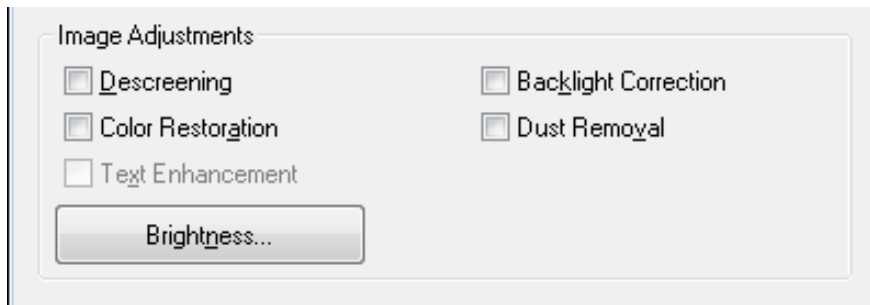 Image Adjustments
Descreening
Backlight Correction
Color Restoration
Dust Removal
Text Enhancement
Brightness...